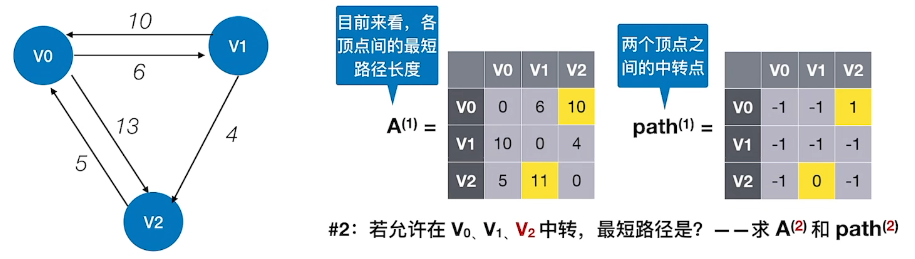 10
V0
V1
6
13
4
5
V2
目前来看，各
顶点间的最短
路径长度
A(1) =
V0 V1 V2
V0 0 6 10
V1 10 0 4
V2 5 11 0
两个顶点之
间的中转点
path(1) =
V0 V1 V2
V0 -1 -1 1
V1 -1 -1 -1
V2 -1 0 -1
#2：若允许在 V0、V1、V2 中转，最短路径是？——求 A(2) 和 path(2)